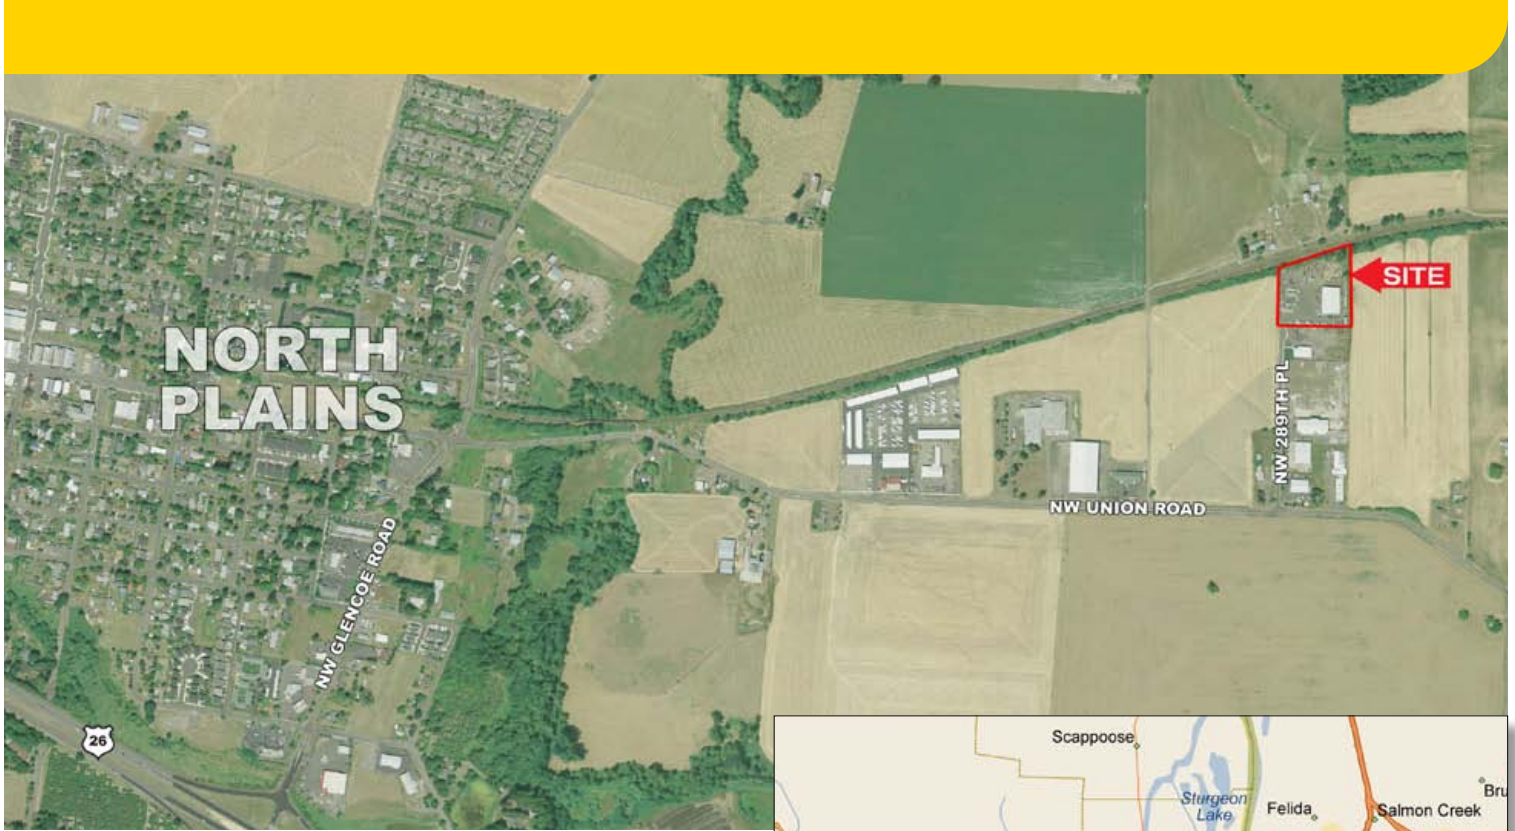 SITE
NORTH
PLAINS
NW 289TH PL
NW UNION ROAD
NW GLENCOE ROAD
26
Scappoose
Sturgeon
Lake
Felida
Salmon Creek
Bru